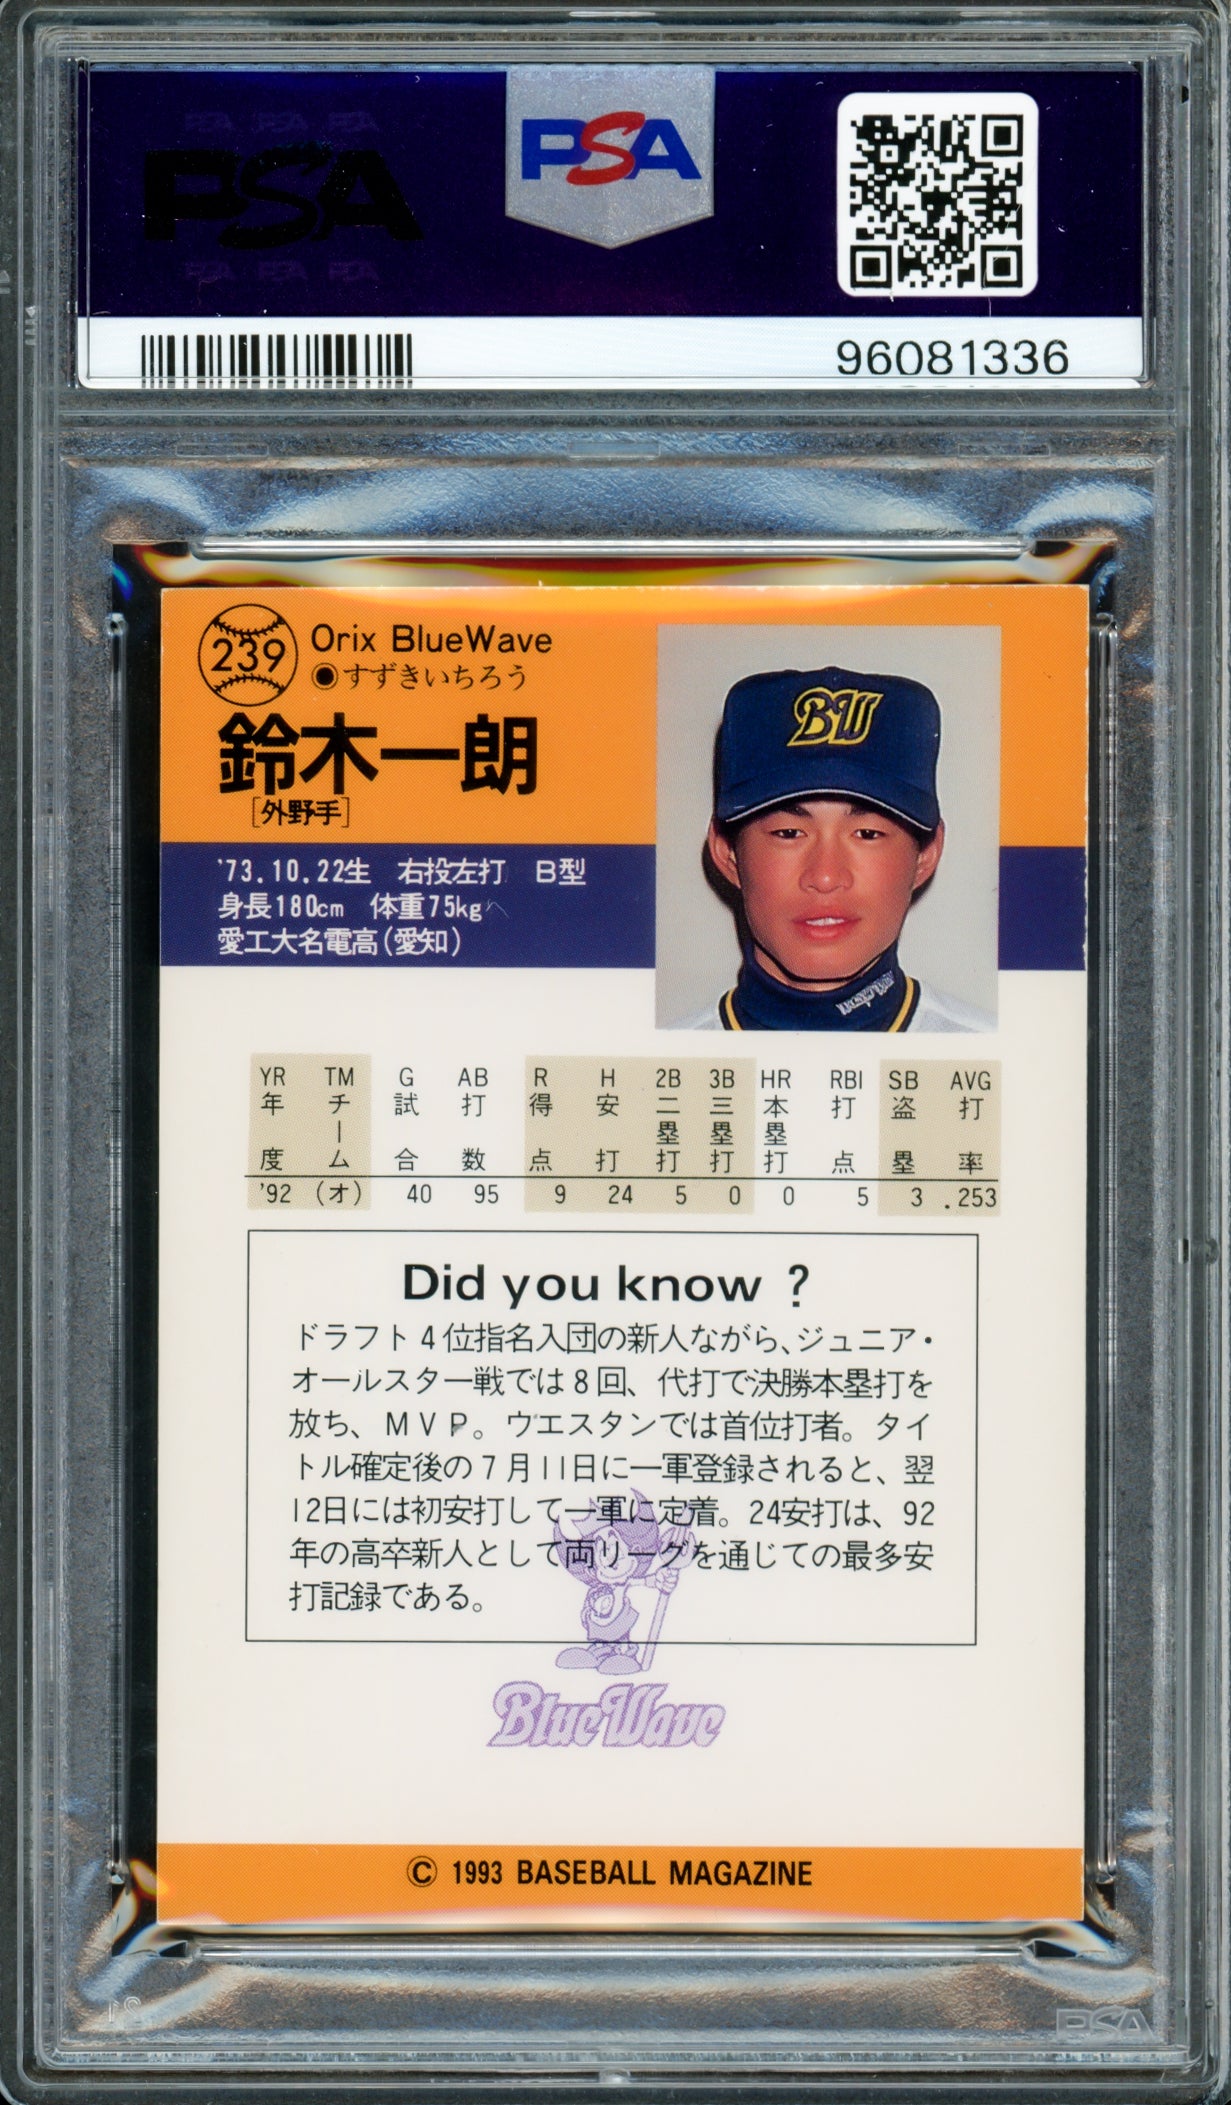 PSA
PSA
96081336
239
Orix BlueWave
◉すずきいちろう
鈴木一朗
[外野手]
BW
'73.10.22生 右投左打 B型
身長180cm 体重75kg
愛工大名電高(愛知)
YR TM G AB R H 2B 3B HR RBI SB AVG
年度 チーム 試合 打数 得点 安打 二塁打 三塁打 本塁打 打点 盗塁 打率
'92 (オ) 40 95 9 24 5 0 0 5 3 .253
Did you know ?
ドラフト4位指名入団の新人ながら、ジュニア・
オールスター戦では8回、代打で決勝本塁打を
放ち、MVP。ウエスタンでは首位打者。タイ
トル確定後の7月11日に一軍登録されると、翌
12日には初安打して一軍に定着。24安打は、92
年の高卒新人として両リーグを通じての最多安
打記録である。
BlueWave
© 1993 BASEBALL MAGAZINE
PSA